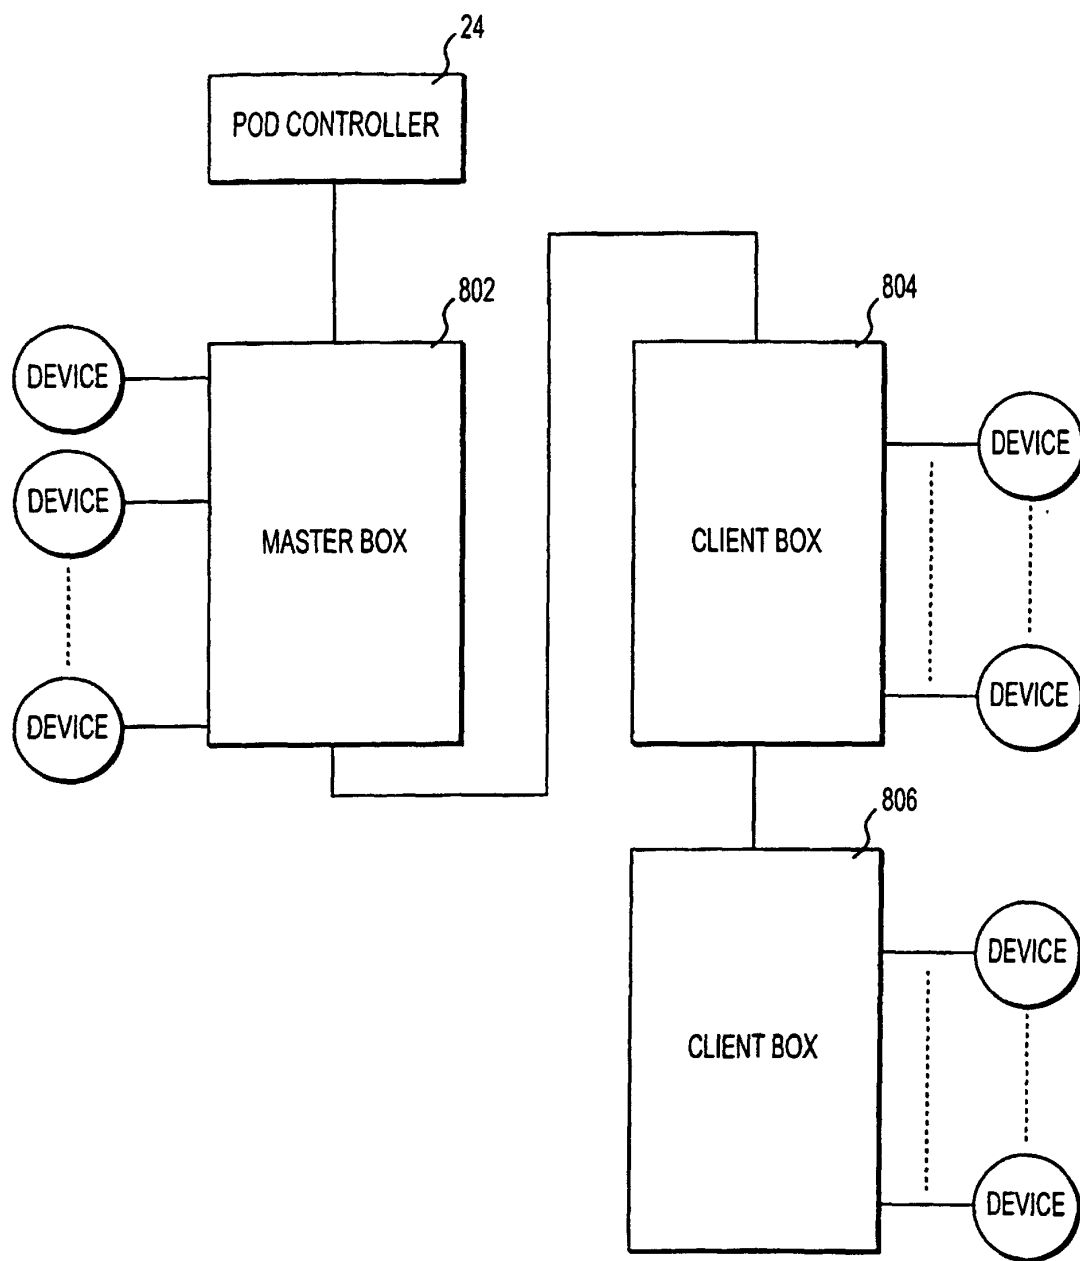 24
POD CONTROLLER
802
804
DEVICE
DEVICE
DEVICE
MASTER BOX
CLIENT BOX
DEVICE
DEVICE
DEVICE
806
DEVICE
CLIENT BOX
DEVICE